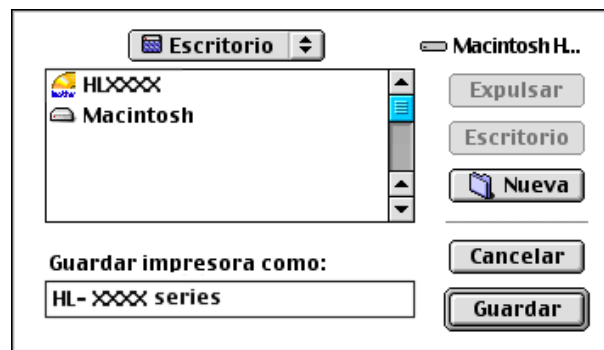 Escritorio
Macintosh H...
HLXXXX
Macintosh
Expulsar
Escritorio
Nueva
Guardar impresora como:
HL- XXXX series
Cancelar
Guardar